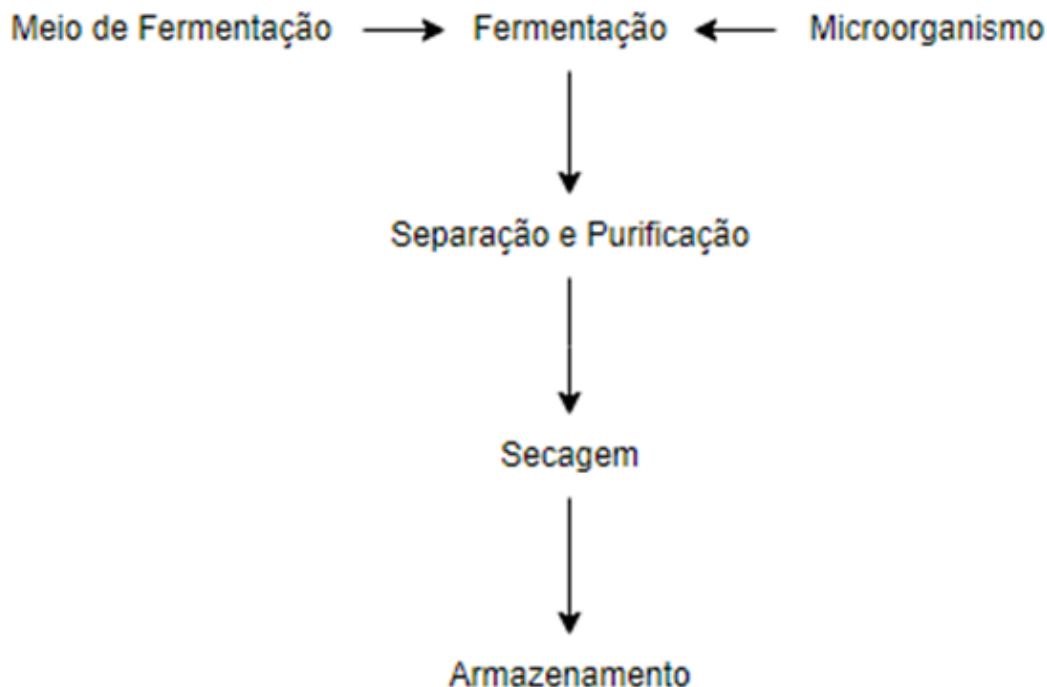 Meio de Fermentação
Fermentação
Microorganismo
Separação e Purificação
Secagem
Armazenamento